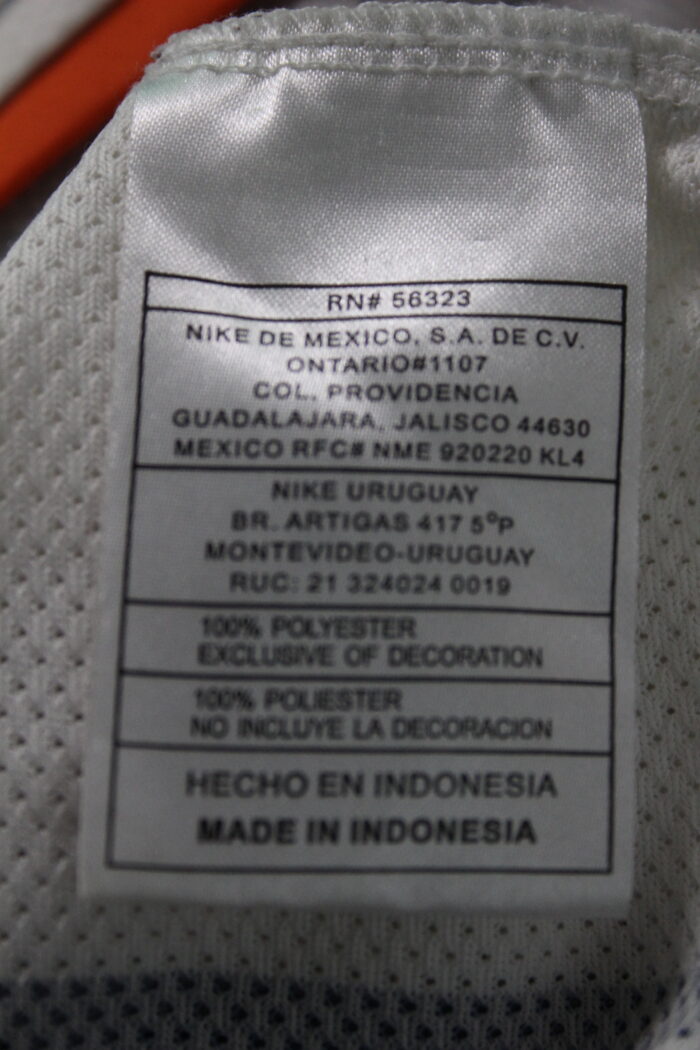 RN# 56323
NIKE DE MEXICO, S.A. DE C.V.
ONTARIO#1107
COL. PROVIDENCIA
GUADALAJARA, JALISCO 44630
MEXICO RFC# NME 920220 KL4
NIKE URUGUAY
BR. ARTIGAS 417 5ºP
MONTEVIDEO-URUGUAY
RUC: 21 324024 0019
100% POLYESTER
EXCLUSIVE OF DECORATION
100% POLIESTER
NO INCLUYE LA DECORACION
HECHO EN INDONESIA
MADE IN INDONESIA